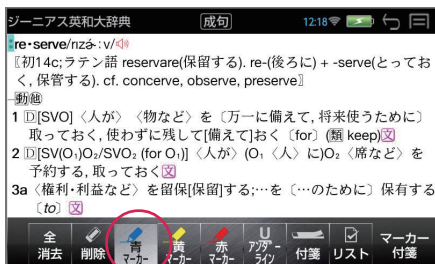 ジーニアス英和大辞典 成句 12:18
re・serve/rɪzə́ː:v/
〖初14c;ラテン語 reservare(保留する). re-(後ろに) + -serve(とってお
く, 保管する). cf. concerve, observe, preserve〗
―動他
1 D[SVO]〈人が〉〈物など〉を〔万一に備えて, 将来使うために〕
取っておく, 使わずに残して[備えて]おく〔for〕(類 keep)文
2 D[SV(O₁)O₂/SVO₂ (for O₁)]〈人が〉(O₁〈人〉に)O₂〈席など〉を
予約する, 取っておく文
3a〈権利・利益など〉を留保[保留]する;…を〔…のために〕保有する
〔to〕文
全消去 削除 青マーカー 黄マーカー 赤マーカー U アンダーライン 付箋 リスト マーカー付箋